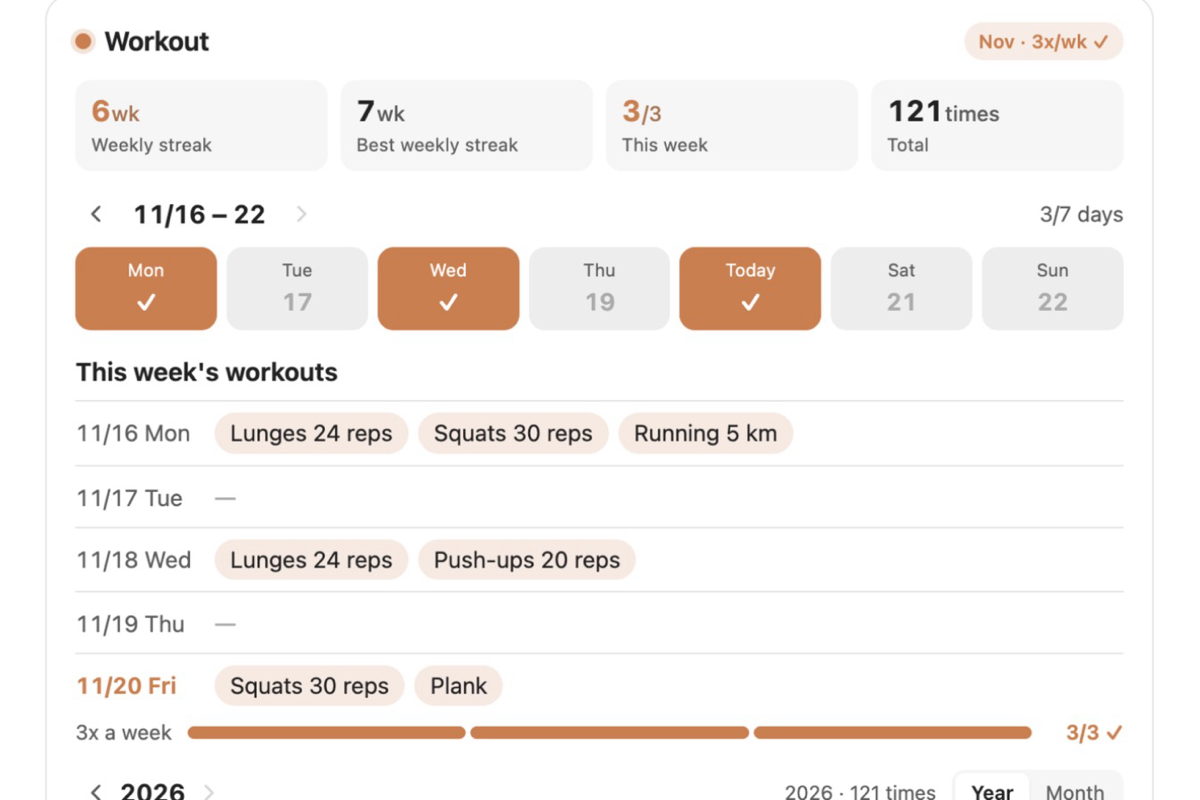 Workout
Nov · 3x/wk ✓
6wk
Weekly streak
7wk
Best weekly streak
3/3
This week
121times
Total
11/16 – 22
3/7 days
Mon
✓
Tue
17
Wed
✓
Thu
19
Today
✓
Sat
21
Sun
22
This week's workouts
11/16 Mon Lunges 24 reps Squats 30 reps Running 5 km
11/17 Tue —
11/18 Wed Lunges 24 reps Push-ups 20 reps
11/19 Thu —
11/20 Fri Squats 30 reps Plank
3x a week 3/3 ✓
2026 2026 · 121 times Year Month